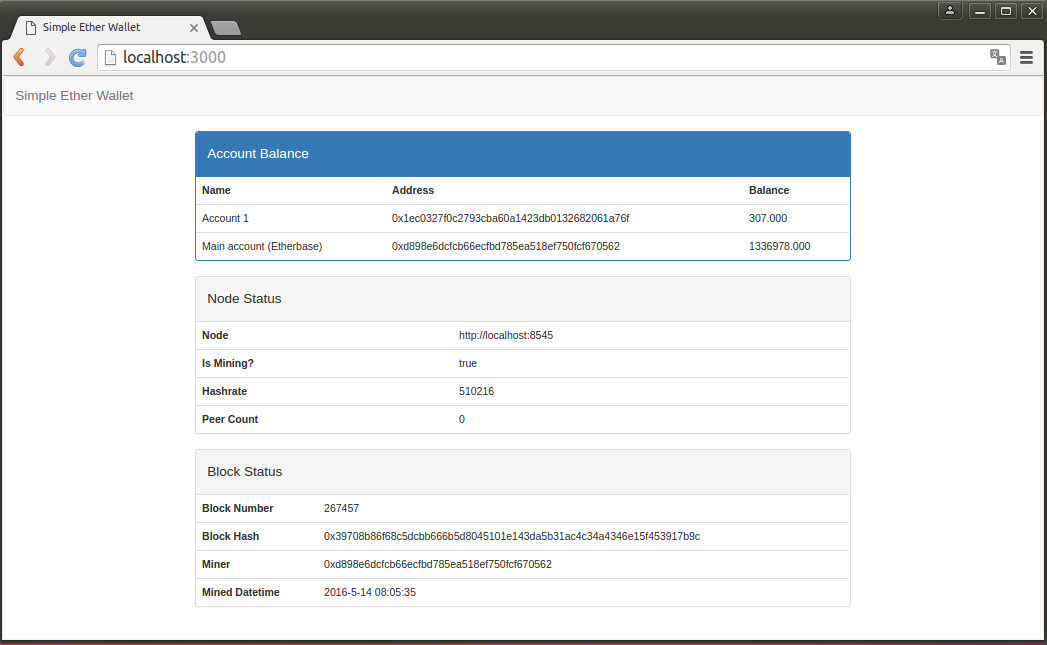 Simple Ether Wallet
localhost:3000
Simple Ether Wallet
Account Balance
Name Address Balance
Account 1 0x1ec0327f0c2793cba60a1423db0132682061a76f 307.000
Main account (Etherbase) 0xd898e6dcfcb66ecfbd785ea518ef750fcf670562 1336978.000
Node Status
Node http://localhost:8545
Is Mining? true
Hashrate 510216
Peer Count 0
Block Status
Block Number 267457
Block Hash 0x39708b86f68c5dcbb666b5d8045101e143da5b31ac4c34a4346e15f453917b9c
Miner 0xd898e6dcfcb66ecfbd785ea518ef750fcf670562
Mined Datetime 2016-5-14 08:05:35